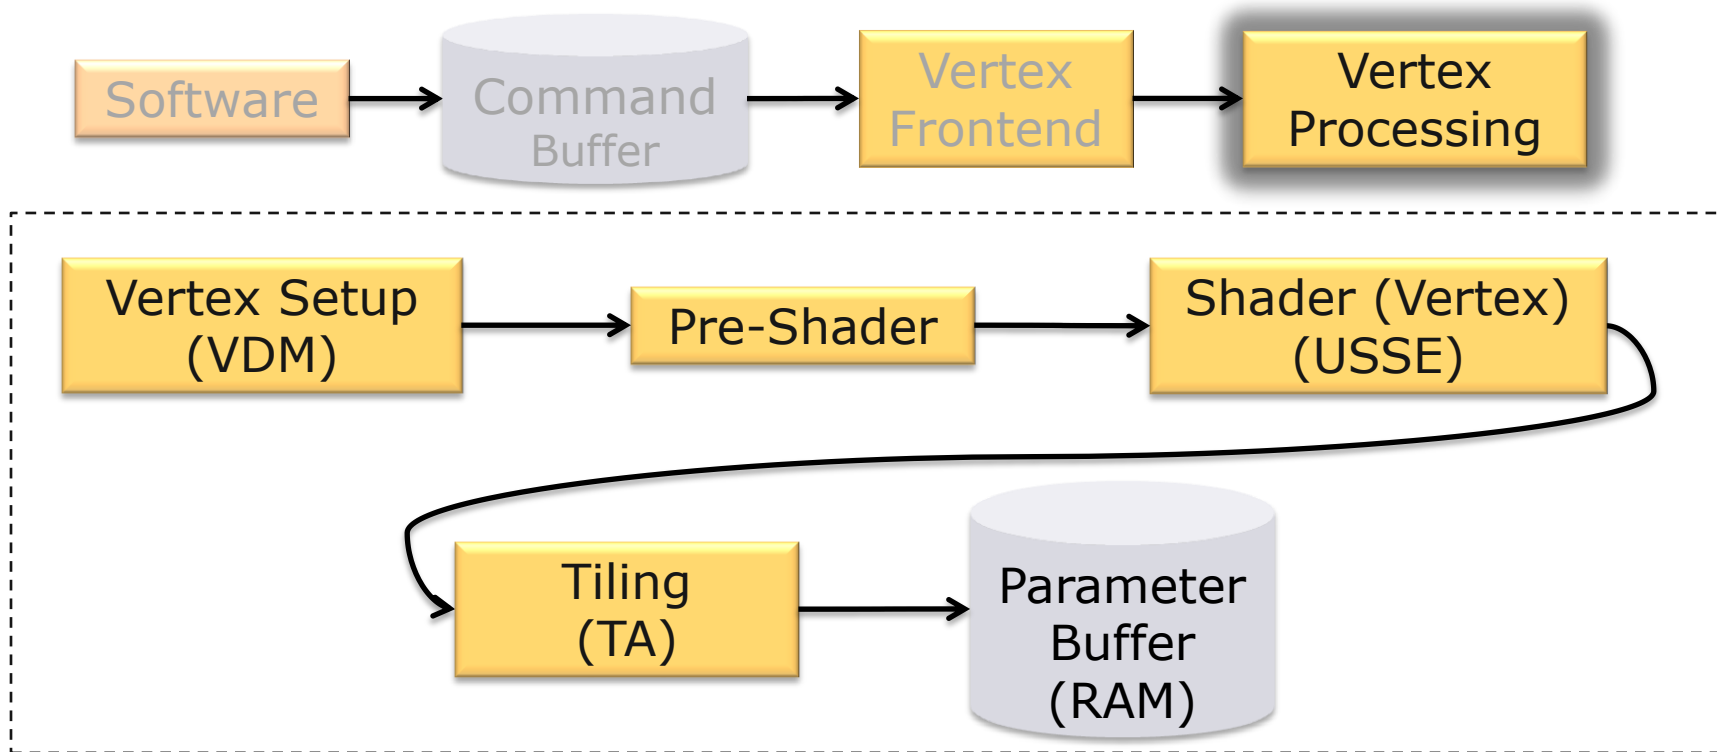 Software
Command
Buffer
Vertex
Frontend
Vertex
Processing
Vertex Setup
(VDM)
Pre-Shader
Shader (Vertex)
(USSE)
Tiling
(TA)
Parameter
Buffer
(RAM)